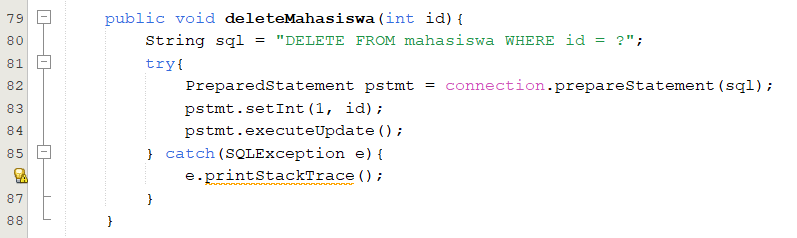 79 public void deleteMahasiswa(int id){
80 String sql = "DELETE FROM mahasiswa WHERE id = ?";
81 try{
82 PreparedStatement pstmt = connection.prepareStatement(sql);
83 pstmt.setInt(1, id);
84 pstmt.executeUpdate();
85 } catch(SQLException e){
e.printStackTrace();
87 }
88 }